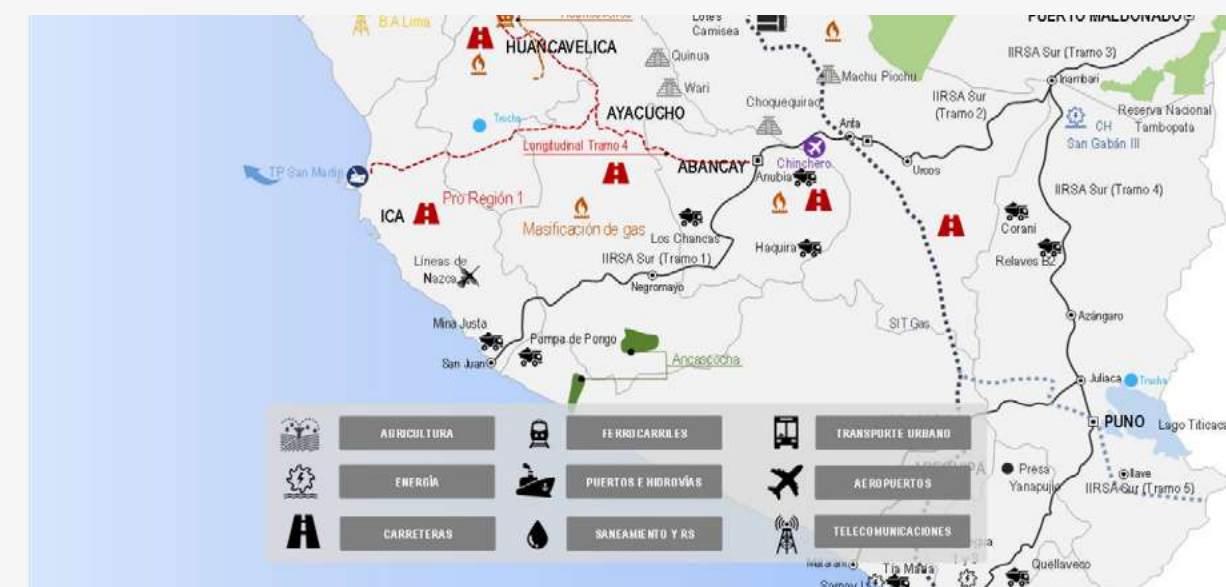 B.A Lima
HUANCAVELICA
Lotes
Camisea
PUERTO MALDONADO
IIRSA Sur (Tramo 3)
Quinua
Machu Picchu
Inambari
Wari
Choquequirao
IIRSA Sur
(Tramo 2)
Reserva Nacional
Tambopata
CH
San Gabán III
AYACUCHO
Trucha
Anta
Longitudinal Tramo 4
ABANCAY
Chinchero
Urcos
TP San Martín
Anubia
IIRSA Sur (Tramo 4)
Pro Región 1
ICA
Masificación de gas
Los Chancas
Haquira
Corani
Relaves B2
IIRSA Sur (Tramo 1)
Líneas de
Nazca
Negromayo
Mina Justa
SIT Gas
Azángaro
Pampa de Pongo
San Juan
Ancascocha
Juliaca
Trucha
PUNO
Lago Titicaca
AGRICULTURA
FERROCARRILES
TRANSPORTE URBANO
ENERGÍA
PUERTOS E HIDROVÍAS
AEROPUERTOS
Presa
Yanapujio
Ilave
IIRSA Sur (Tramo 5)
CARRETERAS
SANEAMIENTO Y RS
TELECOMUNICACIONES
Matarani
Tía María
Quellaveco